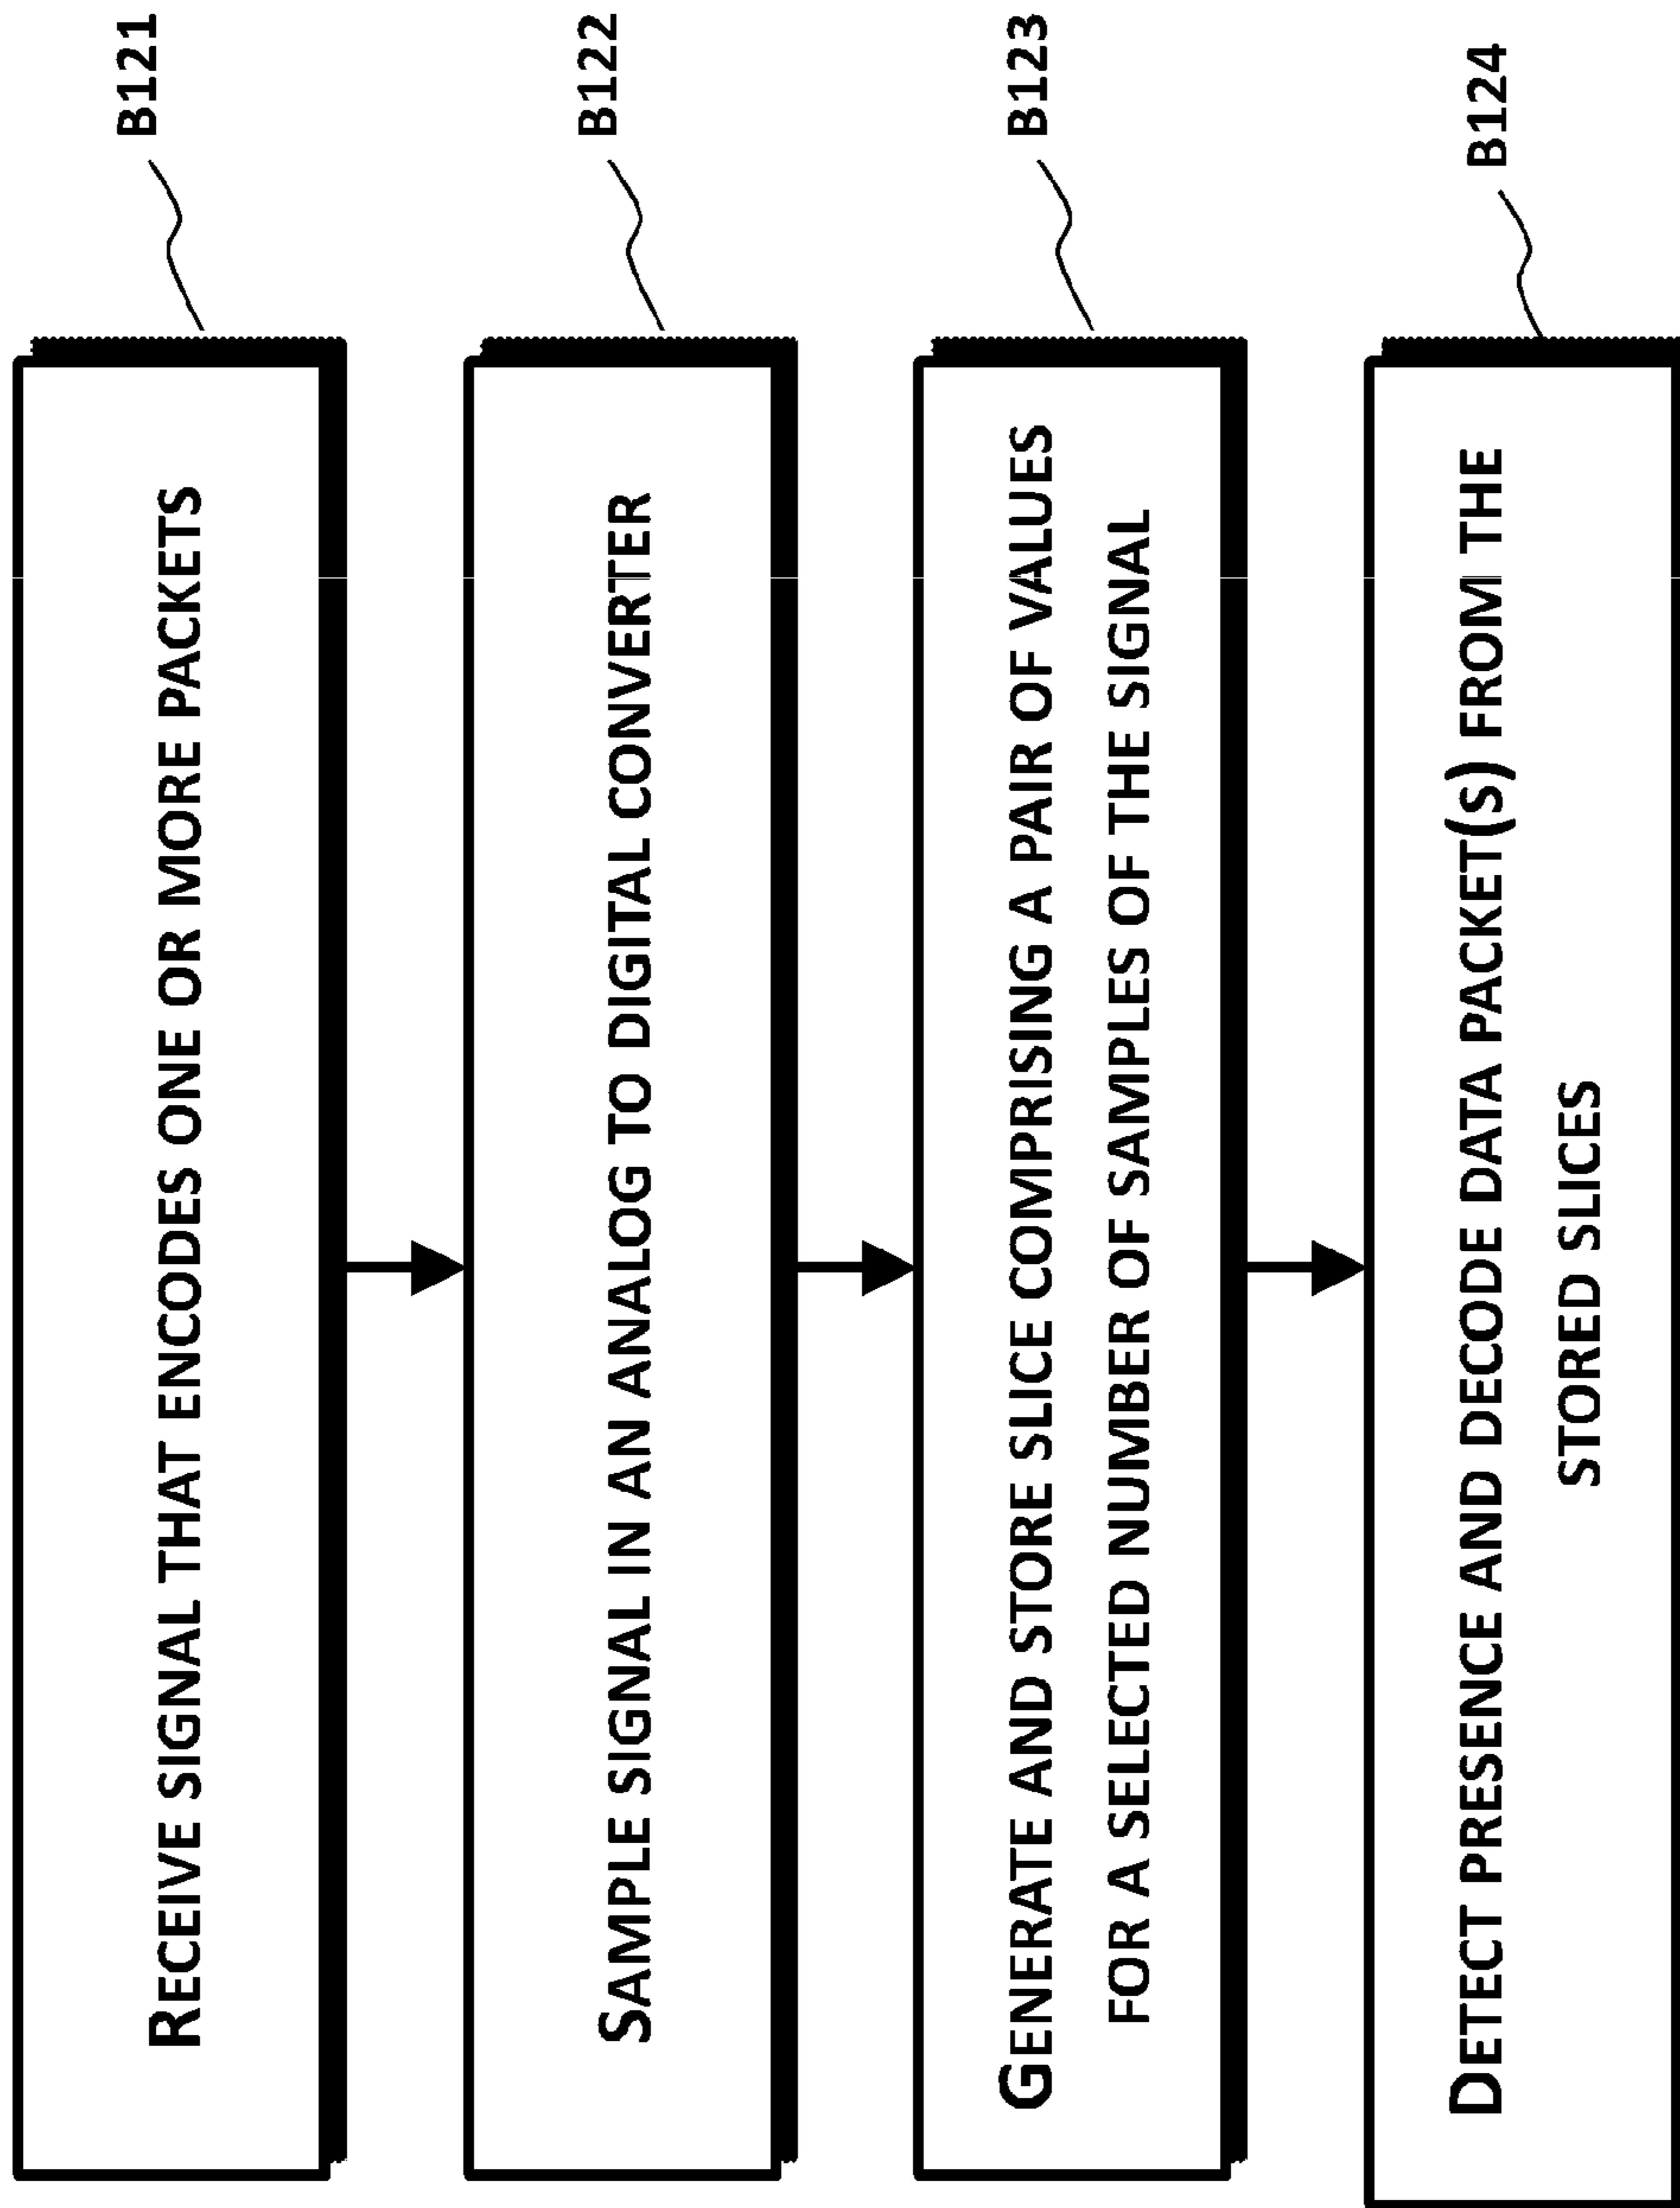 RECEIVE SIGNAL THAT ENCODES ONE OR MORE PACKETS
B121
SAMPLE SIGNAL IN AN ANALOG TO DIGITAL CONVERTER
B122
GENERATE AND STORE SLICE COMPRISING A PAIR OF VALUES
FOR A SELECTED NUMBER OF SAMPLES OF THE SIGNAL
B123
DETECT PRESENCE AND DECODE DATA PACKET(S) FROM THE
STORED SLICES
B124